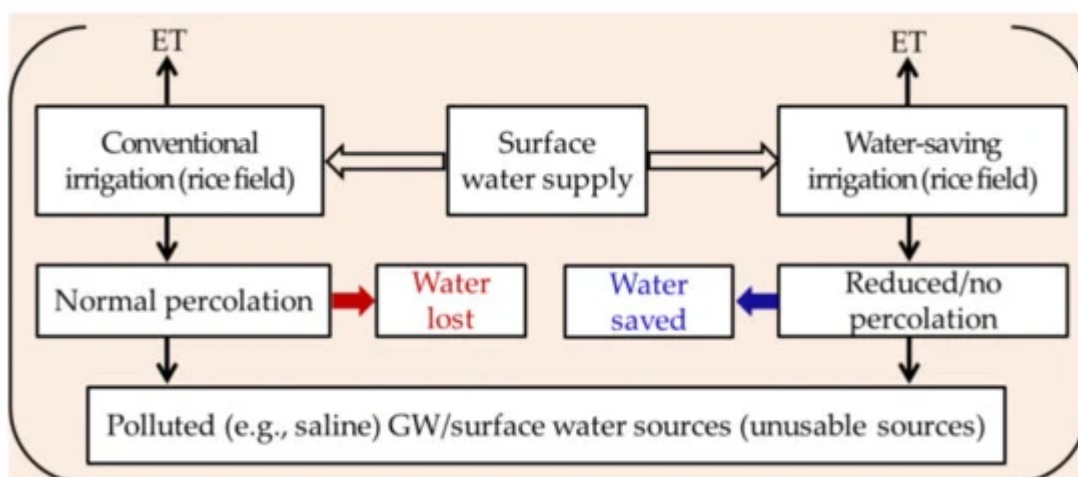 ET
ET
Conventional
irrigation (rice field)
Surface
water supply
Water-saving
irrigation (rice field)
Normal percolation
Water
lost
Water
saved
Reduced/no
percolation
Polluted (e.g., saline) GW/surface water sources (unusable sources)